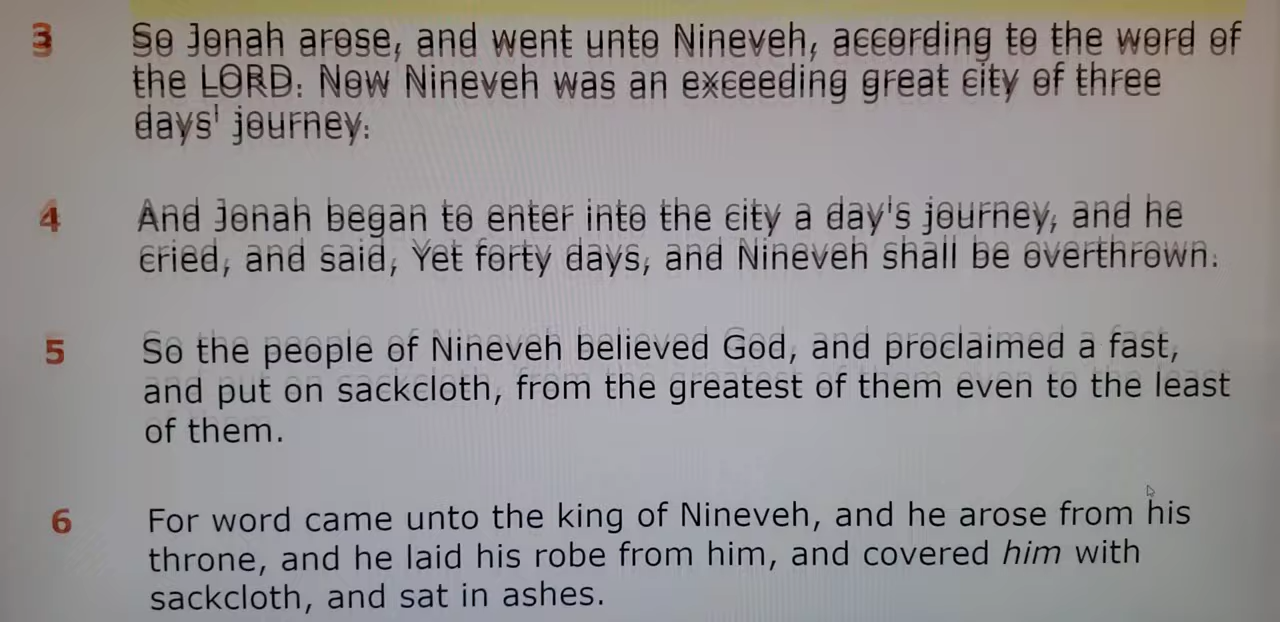 3 So Jonah arose, and went unto Nineveh, according to the word of
the LORD. Now Nineveh was an exceeding great city of three
days' journey.
4 And Jonah began to enter into the city a day's journey, and he
cried, and said, Yet forty days, and Nineveh shall be overthrown.
5 So the people of Nineveh believed God, and proclaimed a fast,
and put on sackcloth, from the greatest of them even to the least
of them.
6 For word came unto the king of Nineveh, and he arose from his
throne, and he laid his robe from him, and covered him with
sackcloth, and sat in ashes.